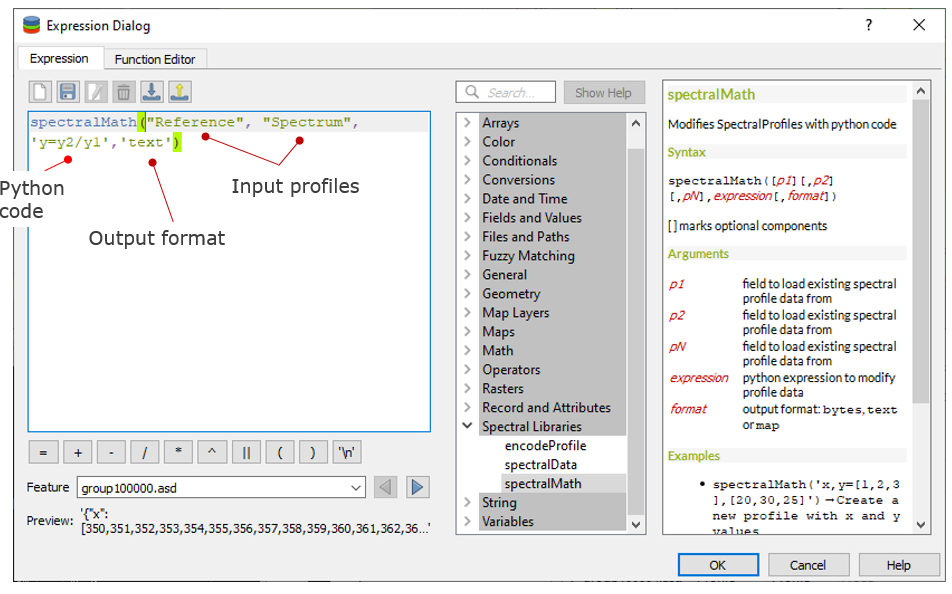 Expression Dialog
?
Expression
Function Editor
Search...
Show Help
spectralMath("Reference", "Spectrum",
'y=y2/y1','text')
Python
code
Input profiles
Output format
Arrays
Color
Conditionals
Conversions
Date and Time
Fields and Values
Files and Paths
Fuzzy Matching
General
Geometry
Map Layers
Maps
Math
Operators
Rasters
Record and Attributes
Spectral Libraries
encodeProfile
spectralData
spectralMath
String
Variables
spectralMath
Modifies SpectralProfiles with python code
Syntax
spectralMath([p1][,p2]
[,pN],expression[,format])
[ ] marks optional components
Arguments
p1 field to load existing spectral
profile data from
p2 field to load existing spectral
profile data from
pN field to load existing spectral
profile data from
expression python expression to modify
profile data
format output format: bytes, text
or map
Examples
• spectralMath('x,y=[1,2,3
],[20,30,25]') → Create a
new profile with x and y
values
= + - / * ^ || ( ) '\n'
Feature group100000.asd
Preview: '{"x":
[350,351,352,353,354,355,356,357,358,359,360,361,362,36...'
OK
Cancel
Help